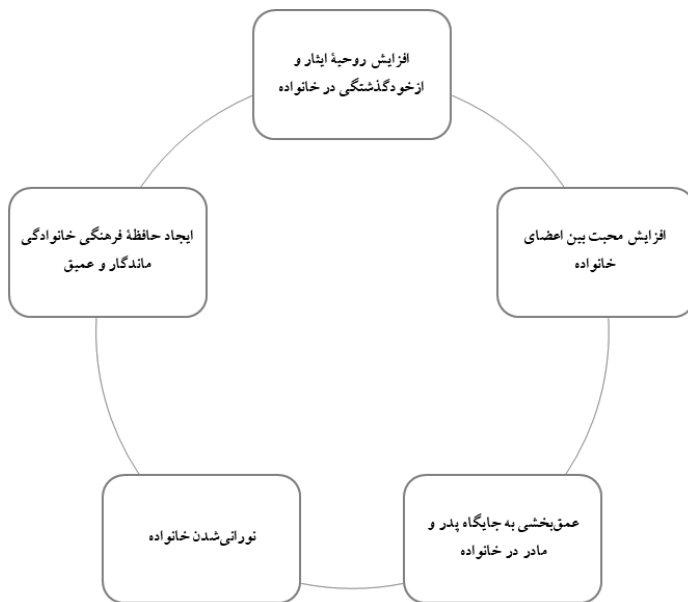 افزایش روحیهٔ ایثار و
ازخودگذشتگی در خانواده
افزایش محبت بین اعضای
خانواده
عمق‌بخشی به جایگاه پدر و
مادر در خانواده
نورانی‌شدن خانواده
ایجاد حافظهٔ فرهنگی خانوادگی
ماندگار و عمیق